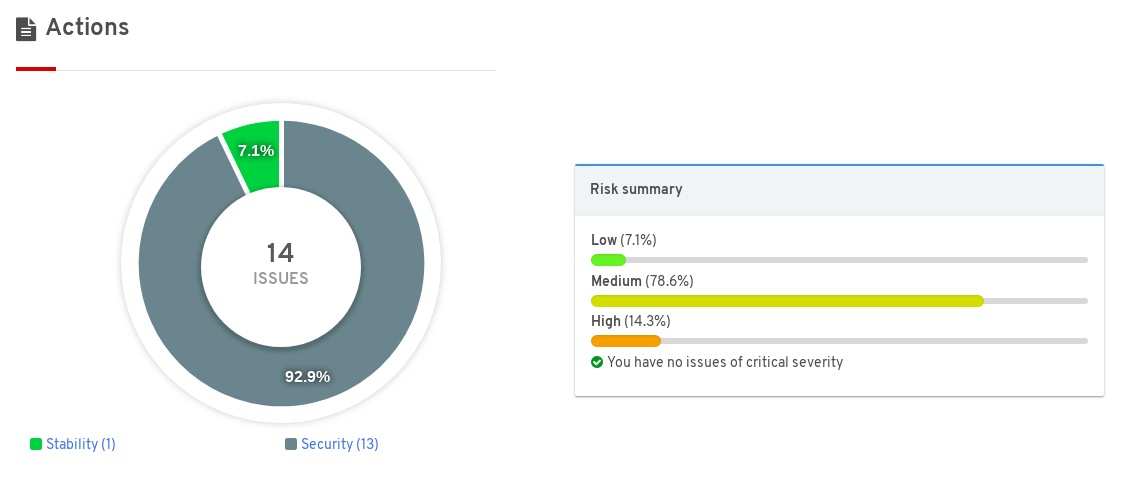 Actions
7.1%
14
ISSUES
92.9%
Stability (1)
Security (13)
Risk summary
Low (7.1%)
Medium (78.6%)
High (14.3%)
You have no issues of critical severity